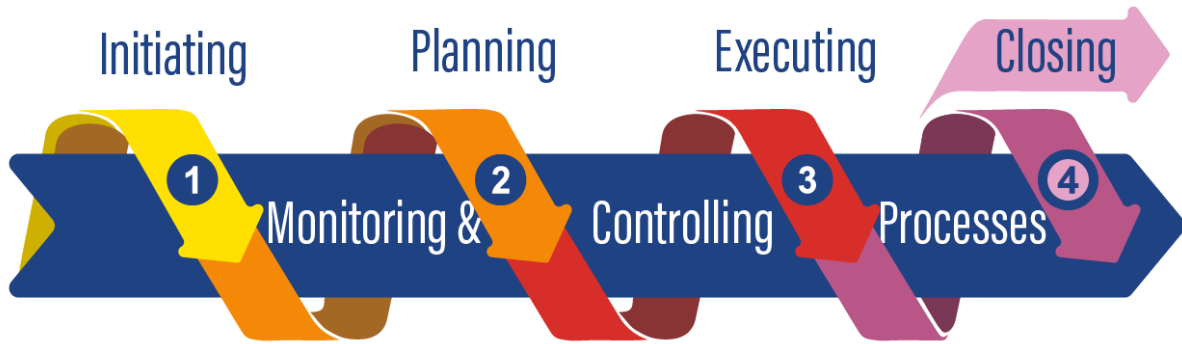 Initiating Planning Executing Closing
1 2 3 4
Monitoring & Controlling Processes